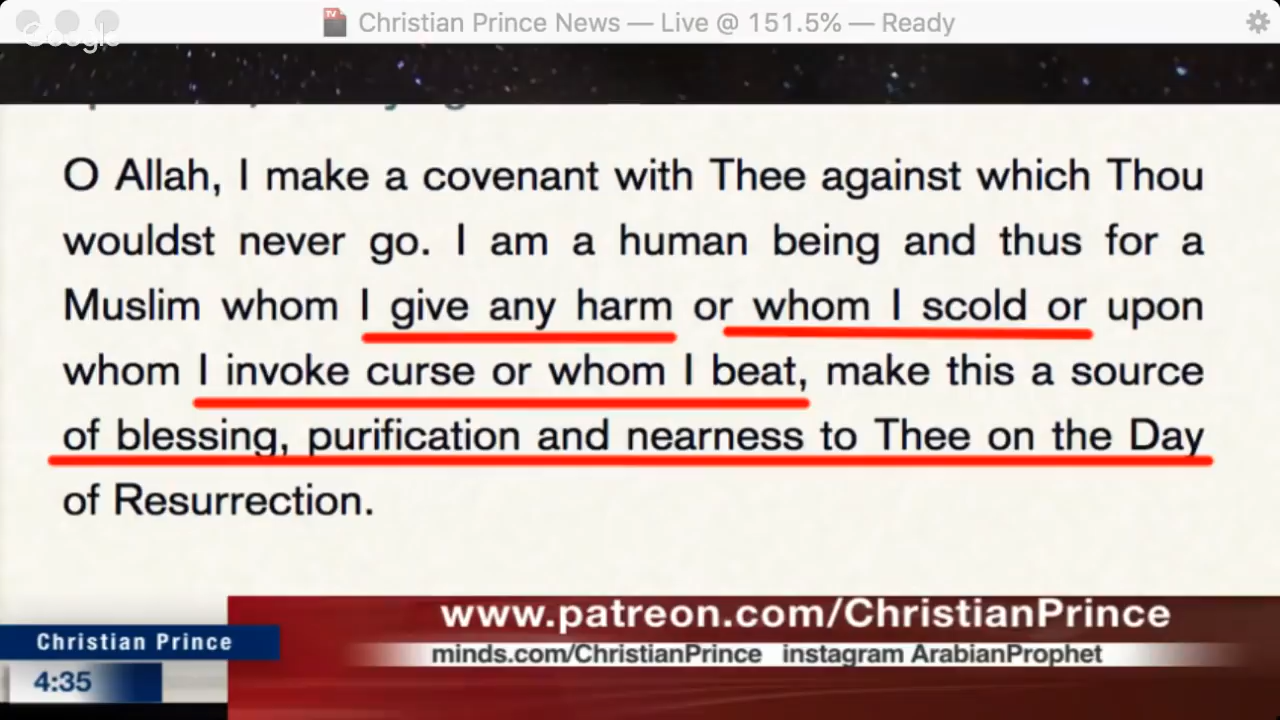 TV Christian Prince News — Live @ 151.5% — Ready
Google
O Allah, I make a covenant with Thee against which Thou
wouldst never go. I am a human being and thus for a
Muslim whom I give any harm or whom I scold or upon
whom I invoke curse or whom I beat, make this a source
of blessing, purification and nearness to Thee on the Day
of Resurrection.
www.patreon.com/ChristianPrince
Christian Prince
minds.com/ChristianPrince instagram ArabianProphet
4:35